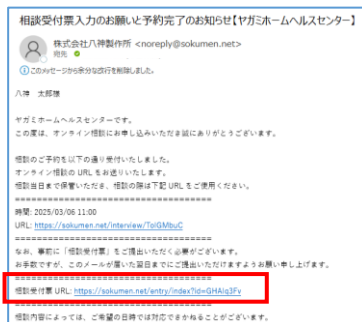 相談受付票入力のお願いと予約完了のお知らせ【ヤガミホームヘルスセンター】
株式会社八神製作所 <noreply@sokumen.net>
宛先
このメッセージから余分な改行を削除しました。
八神 太郎様
ヤガミホームヘルスセンターです。
この度は、オンライン相談にお申し込みいただき誠にありがとうございます。
相談のご予約を以下の通り受付いたしました。
オンライン相談の URL をお送りいたします。
相談当日まで保管いただき、相談の際は下記 URL をご使用ください。
===================================
時間: 2025/03/06 11:00
URL: https://sokumen.net/interview/TolGMbuC
===================================
なお、事前に「相談受付票」をご提出いただく必要がございます。
お手数ですが、このメールが届いた翌日までにご提出いただけますようお願い申し上げます。
===================================
相談受付票 URL: https://sokumen.net/entry/index?id=GHAlq3Fv
===================================
相談内容によっては、ご希望の日時では対応できかねることがございます。